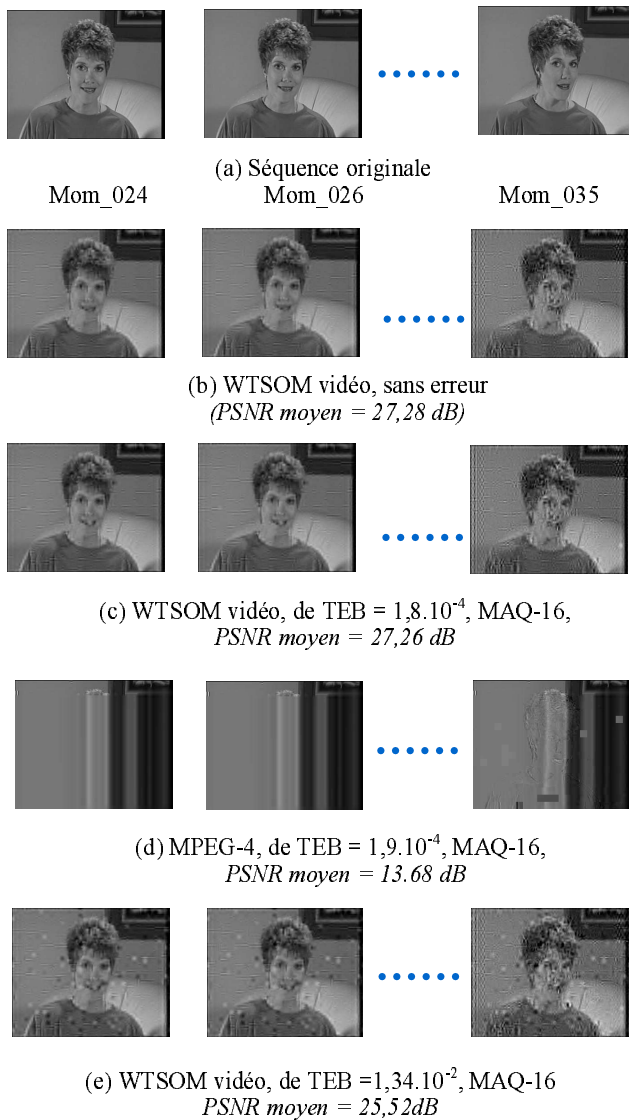 (a) Séquence originale
Mom_024 Mom_026 Mom_035
(b) WTSOM vidéo, sans erreur
(PSNR moyen = 27,28 dB)
(c) WTSOM vidéo, de TEB = 1,8.10⁻⁴, MAQ-16,
PSNR moyen = 27,26 dB
(d) MPEG-4, de TEB = 1,9.10⁻⁴, MAQ-16,
PSNR moyen = 13.68 dB
(e) WTSOM vidéo, de TEB =1,34.10⁻², MAQ-16
PSNR moyen = 25,52dB